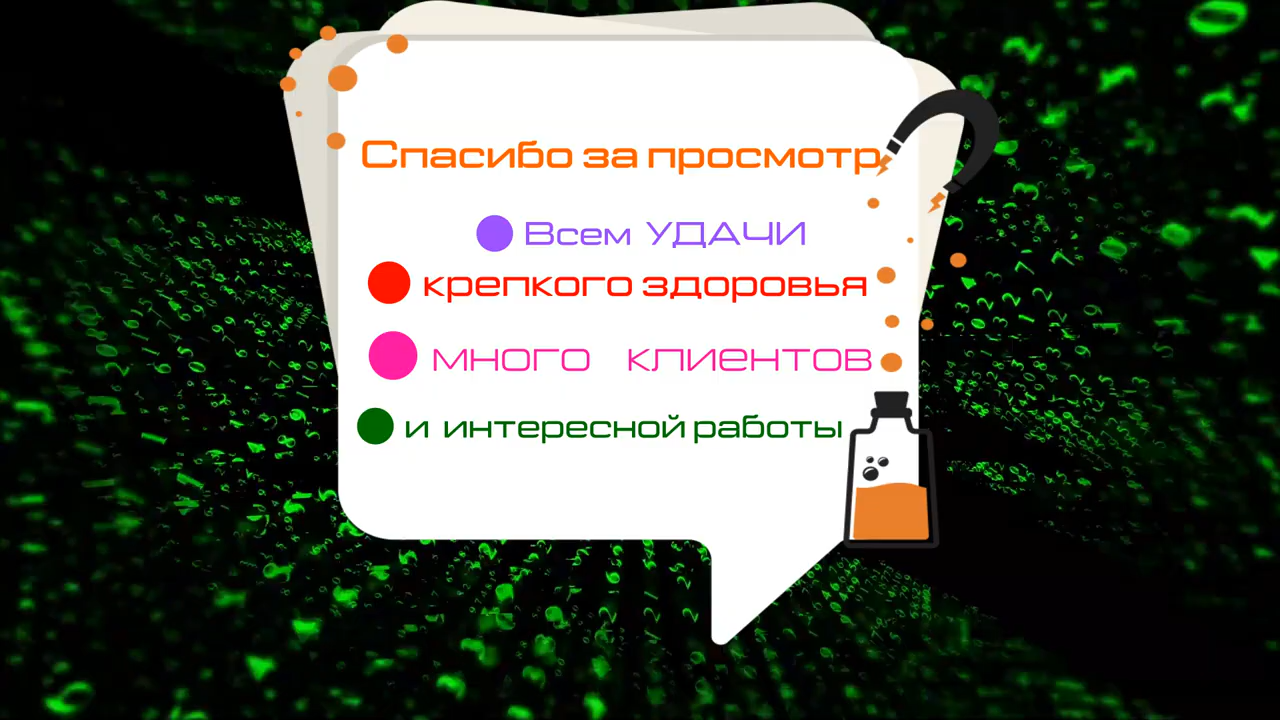 Спасибо за просмотр
Всем УДАЧИ
крепкого здоровья
много клиентов
и интересной работы